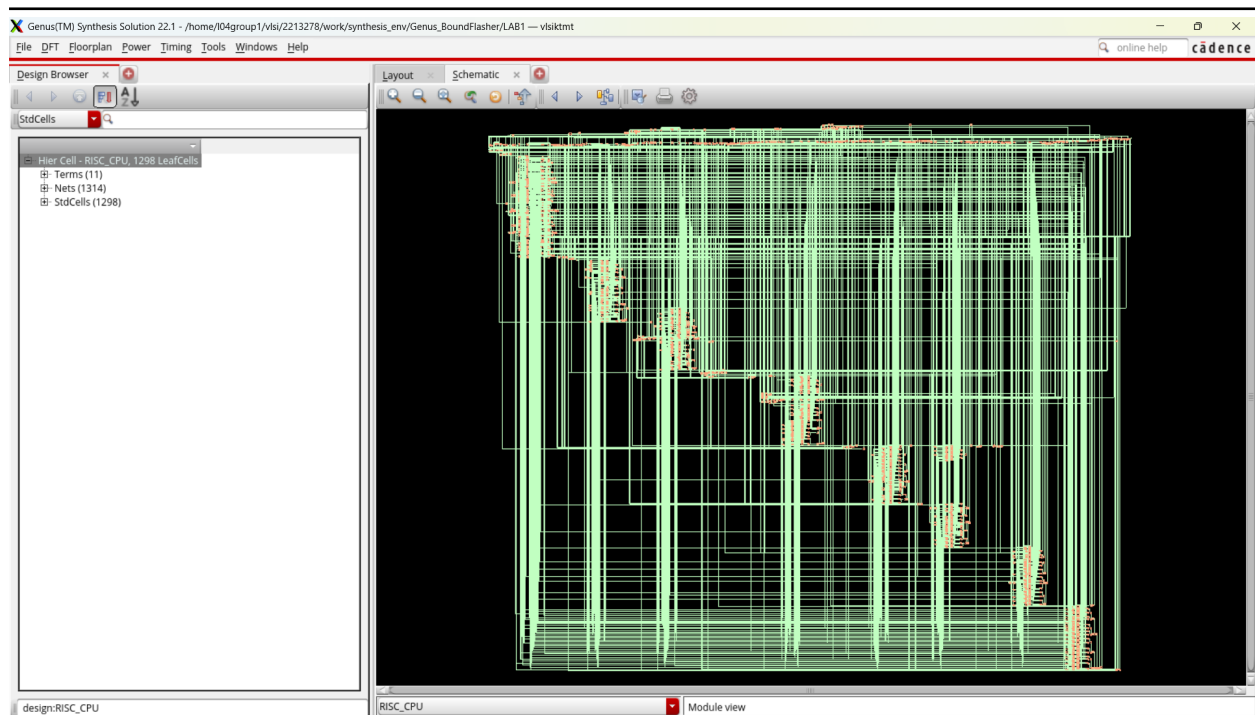 Genus(TM) Synthesis Solution 22.1 - /home/l04group1/vlsi/2213278/work/synthesis_env/Genus_BoundFlasher/LAB1 — vlsiktmt
File DFT Floorplan Power Timing Tools Windows Help
online help
cādence
Design Browser
Layout
Schematic
StdCells
Hier Cell - RISC_CPU, 1298 LeafCells
Terms (11)
Nets (1314)
StdCells (1298)
design:RISC_CPU
RISC_CPU
Module view